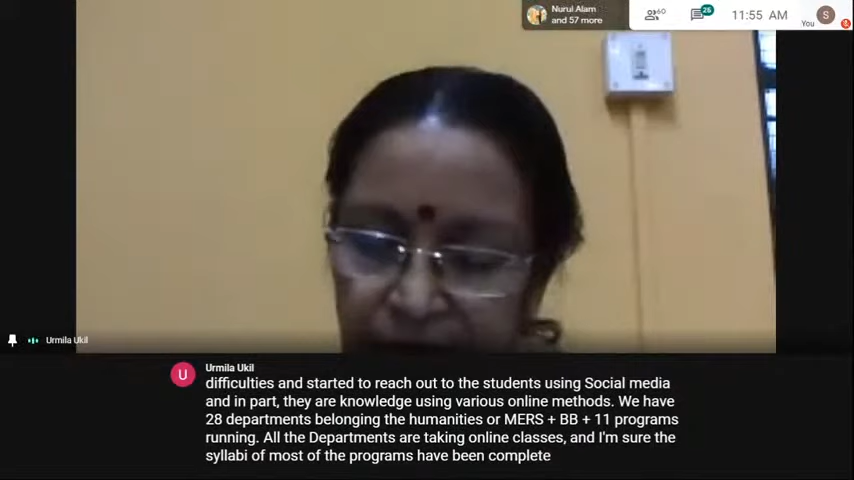 Nurul Alam
and 57 more
60
26
11:55 AM
You
S
Urmila Ukil
U
Urmila Ukil
difficulties and started to reach out to the students using Social media
and in part, they are knowledge using various online methods. We have
28 departments belonging the humanities or MERS + BB + 11 programs
running. All the Departments are taking online classes, and I'm sure the
syllabi of most of the programs have been complete